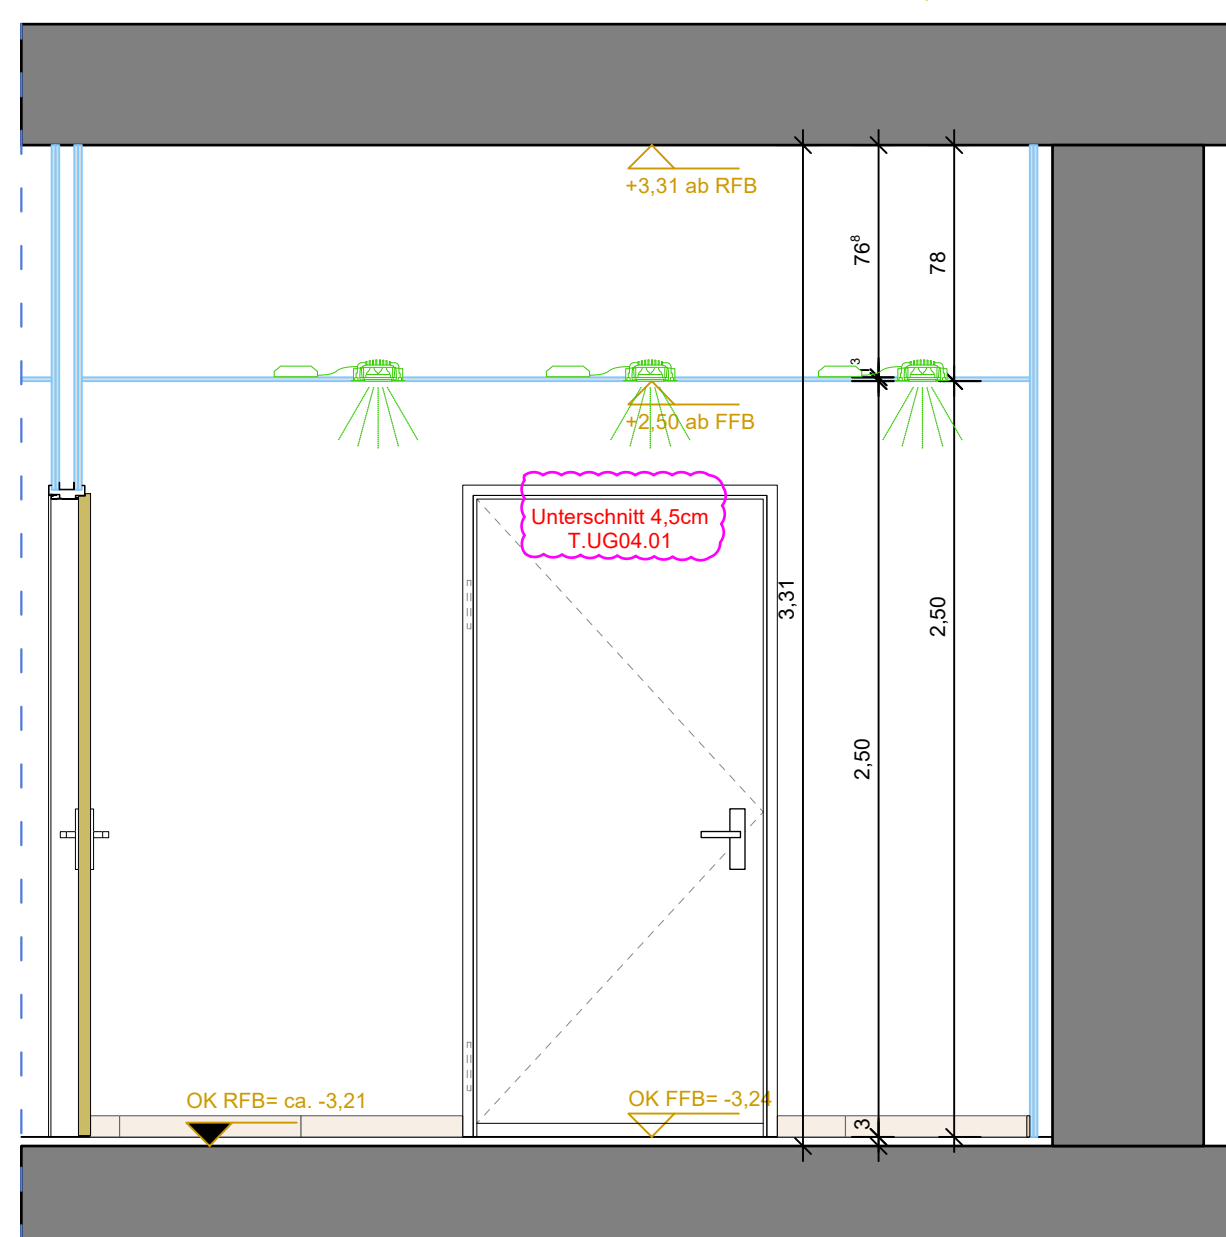 +3,31 ab RFB
76⁸
78
1³
+2,50 ab FFB
Unterschnitt 4,5cm
T.UG04.01
3,31
2,50
2,50
OK RFB= ca. -3,21
OK FFB= -3,24
3